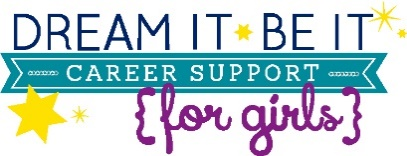 DREAM IT BE IT
CAREER SUPPORT
{for girls}